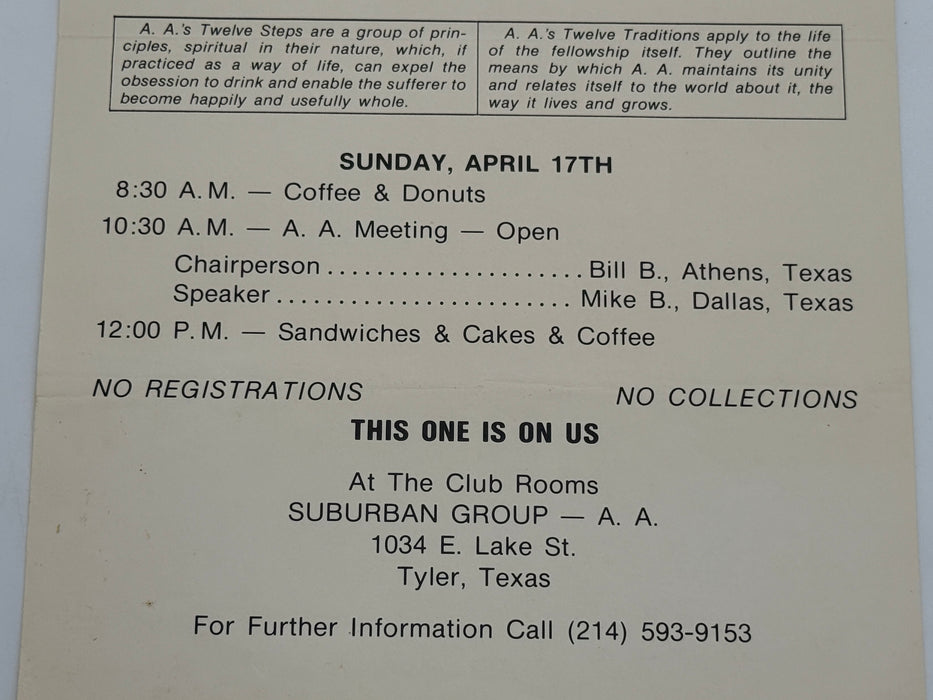 A. A.'s Twelve Steps are a group of prin-
ciples, spiritual in their nature, which, if
practiced as a way of life, can expel the
obsession to drink and enable the sufferer to
become happily and usefully whole.
A. A.'s Twelve Traditions apply to the life
of the fellowship itself. They outline the
means by which A. A. maintains its unity
and relates itself to the world about it, the
way it lives and grows.
SUNDAY, APRIL 17TH
8:30 A.M. — Coffee & Donuts
10:30 A.M. — A. A. Meeting — Open
Chairperson ...................... Bill B., Athens, Texas
Speaker ......................... Mike B., Dallas, Texas
12:00 P.M. — Sandwiches & Cakes & Coffee
NO REGISTRATIONS NO COLLECTIONS
THIS ONE IS ON US
At The Club Rooms
SUBURBAN GROUP — A. A.
1034 E. Lake St.
Tyler, Texas
For Further Information Call (214) 593-9153